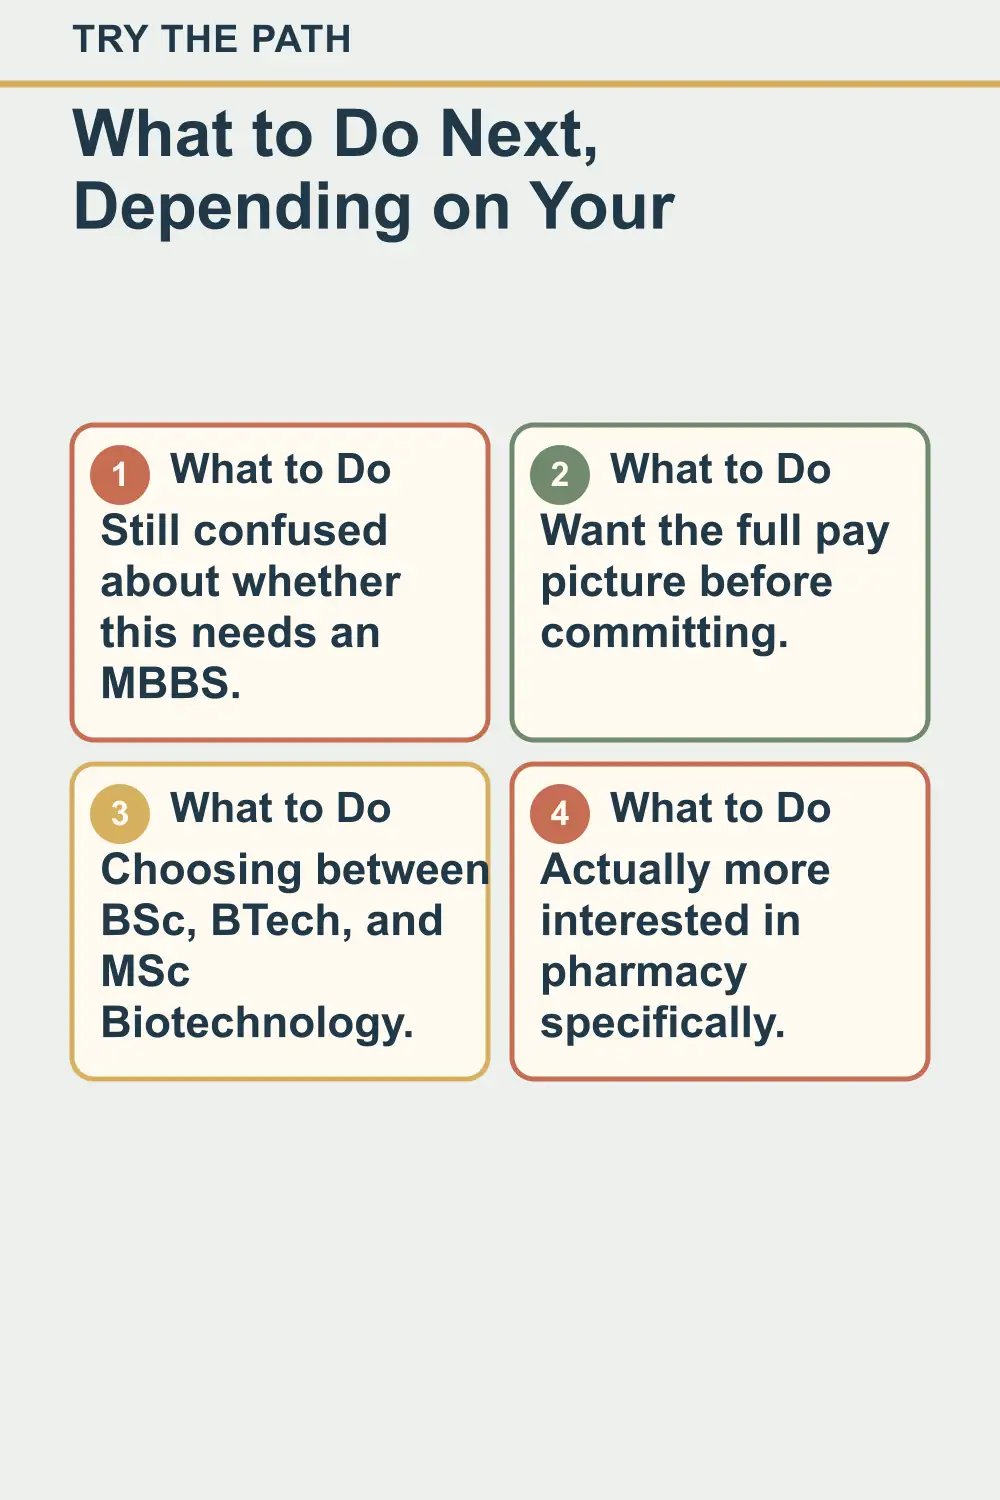 TRY THE PATH
What to Do Next,
Depending on Your
1 What to Do
Still confused
about whether
this needs an
MBBS.
2 What to Do
Want the full pay
picture before
committing.
3 What to Do
Choosing between
BSc, BTech, and
MSc
Biotechnology.
4 What to Do
Actually more
interested in
pharmacy
specifically.